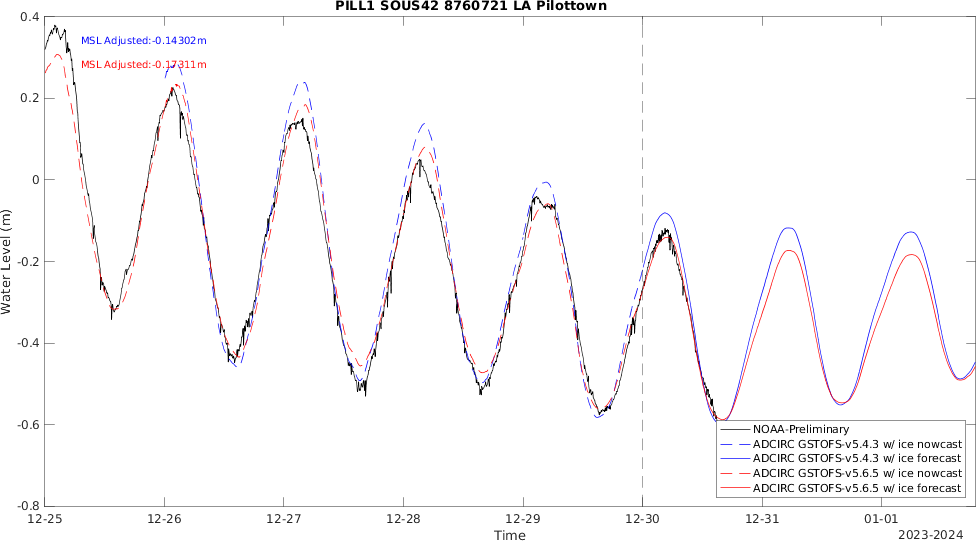 PILL1 SOUS42 8760721 LA Pilottown
MSL Adjusted:-0.14302m
MSL Adjusted:-0.17311m
Water Level (m)
0.4
0.2
0
-0.2
-0.4
-0.6
-0.8
NOAA-Preliminary
ADCIRC GSTOFS-v5.4.3 w/ ice nowcast
ADCIRC GSTOFS-v5.4.3 w/ ice forecast
ADCIRC GSTOFS-v5.6.5 w/ ice nowcast
ADCIRC GSTOFS-v5.6.5 w/ ice forecast
12-25 12-26 12-27 12-28 12-29 12-30 12-31 01-01
Time
2023-2024